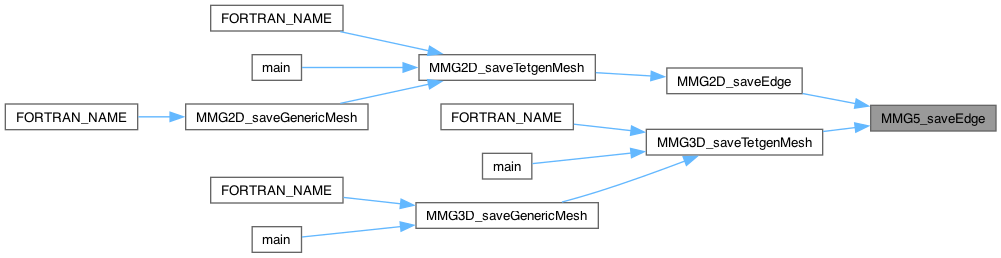 FORTRAN_NAME
main
MMG2D_saveTetgenMesh
MMG2D_saveEdge
FORTRAN_NAME
MMG2D_saveGenericMesh
FORTRAN_NAME
MMG5_saveEdge
MMG3D_saveTetgenMesh
main
FORTRAN_NAME
MMG3D_saveGenericMesh
main